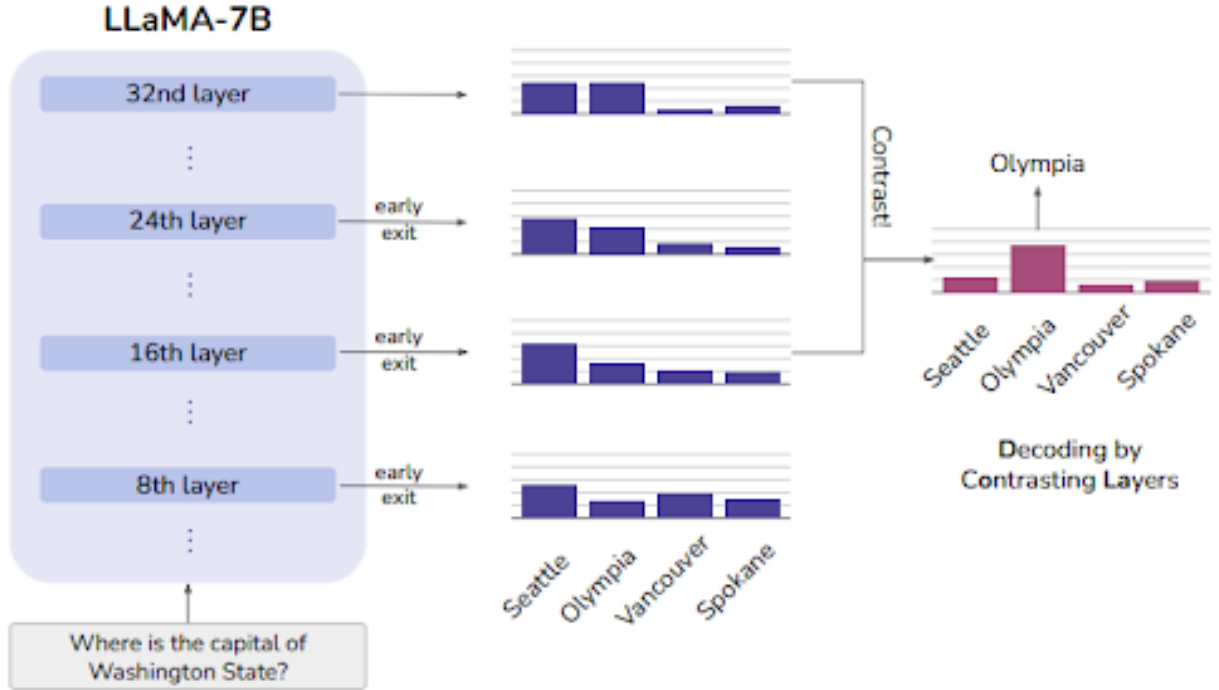 LLaMA-7B
32nd layer
24th layer
early
exit
16th layer
early
exit
8th layer
early
exit
Where is the capital of
Washington State?
Seattle
Olympia
Vancouver
Spokane
Contrast!
Olympia
Seattle
Olympia
Vancouver
Spokane
Decoding by
Contrasting Layers